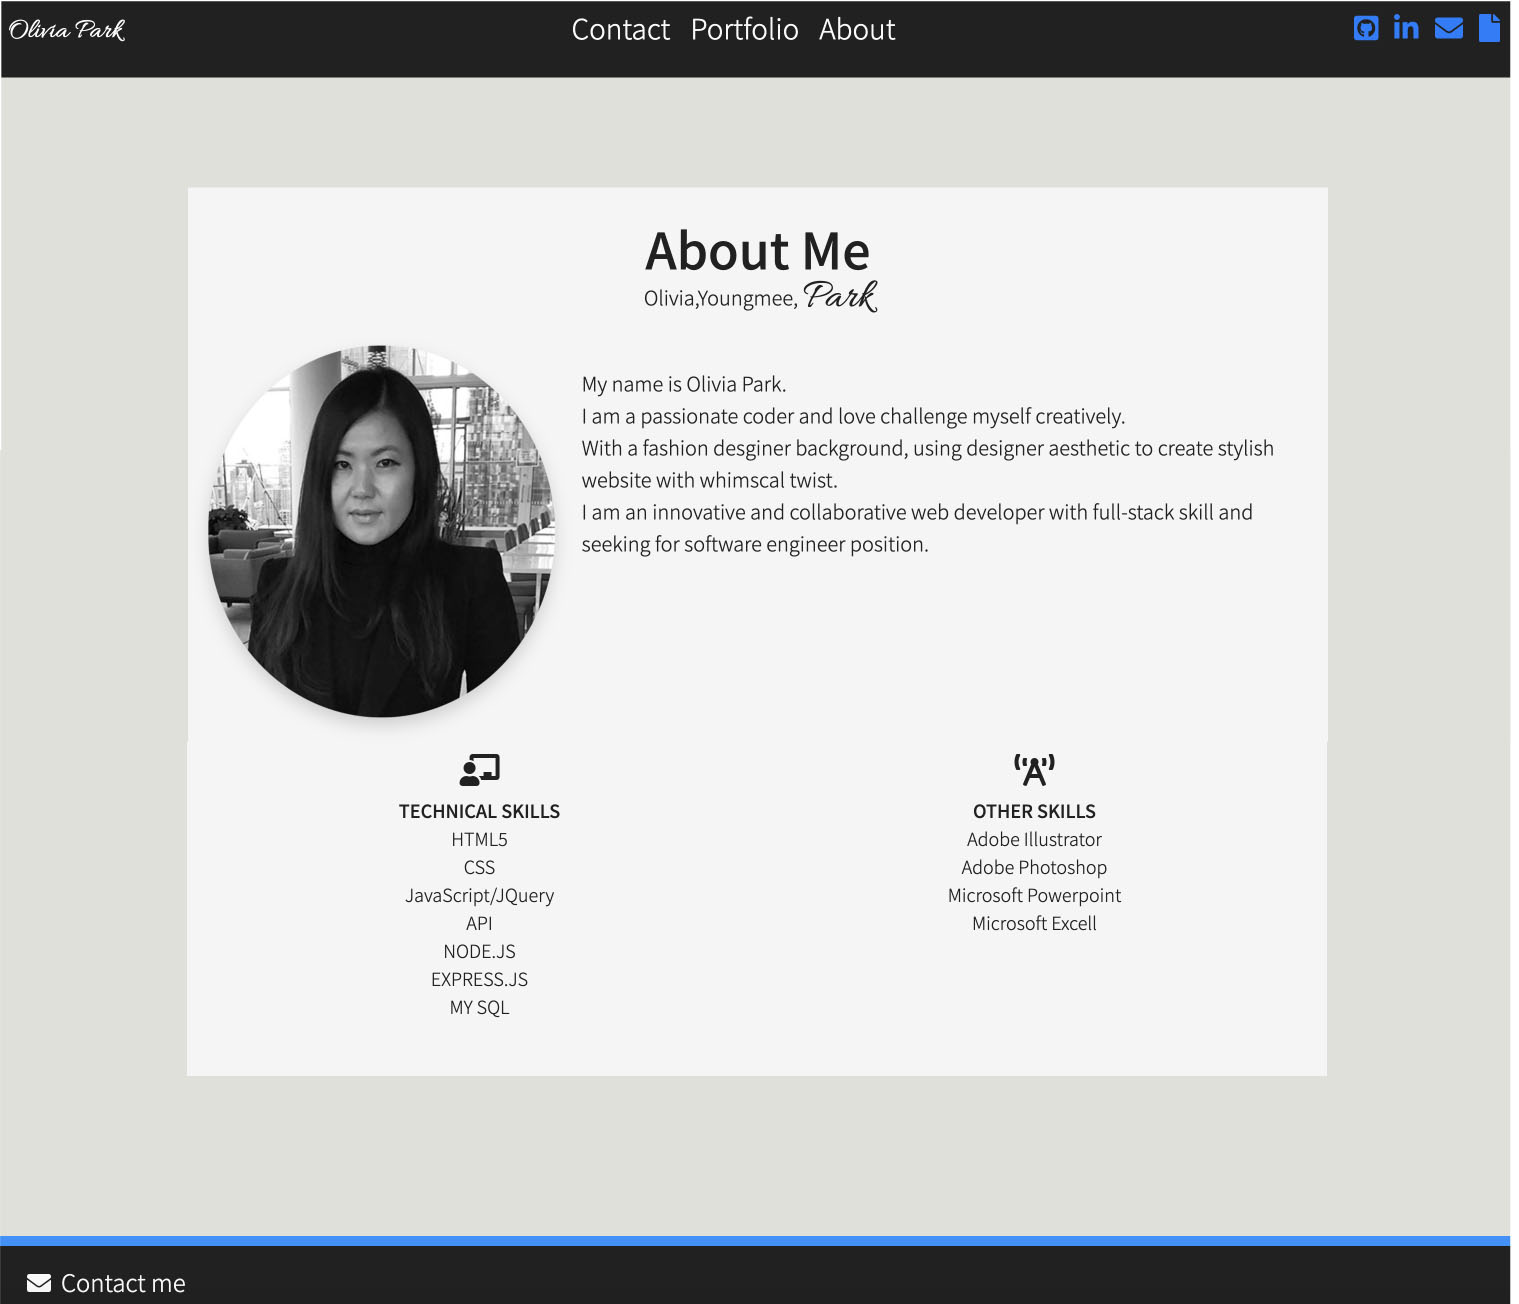 Olivia Park
Contact Portfolio About
About Me
Olivia,Youngmee, Park
My name is Olivia Park.
I am a passionate coder and love challenge myself creatively.
With a fashion desginer background, using designer aesthetic to create stylish
website with whimscal twist.
I am an innovative and collaborative web developer with full-stack skill and
seeking for software engineer position.
TECHNICAL SKILLS
HTML5
CSS
JavaScript/JQuery
API
NODE.JS
EXPRESS.JS
MY SQL
OTHER SKILLS
Adobe Illustrator
Adobe Photoshop
Microsoft Powerpoint
Microsoft Excell
Contact me